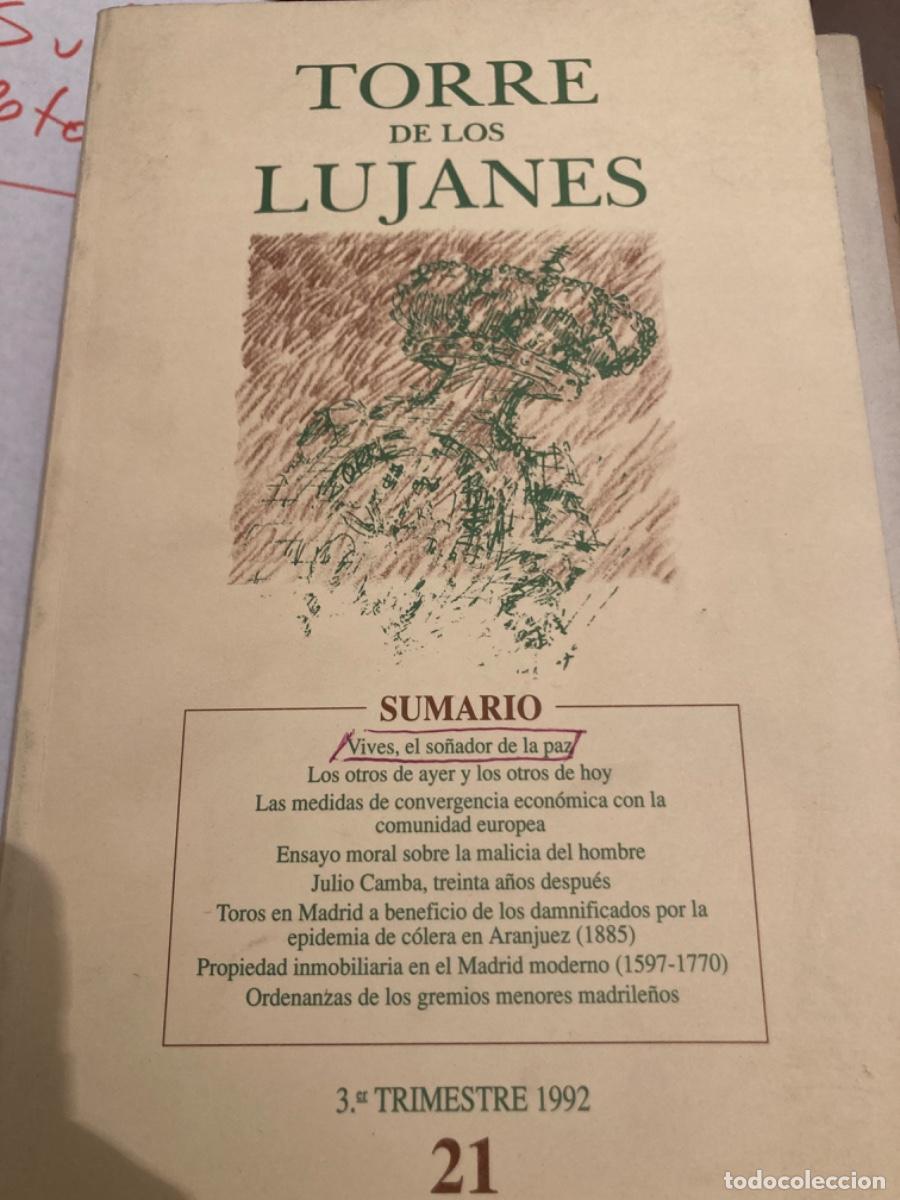 Su
TORRE
DE LOS
LUJANES
SUMARIO
Vives, el soñador de la paz
Los otros de ayer y los otros de hoy
Las medidas de convergencia económica con la
comunidad europea
Ensayo moral sobre la malicia del hombre
Julio Camba, treinta años después
Toros en Madrid a beneficio de los damnificados por la
epidemia de cólera en Aranjuez (1885)
Propiedad inmobiliaria en el Madrid moderno (1597-1770)
Ordenanzas de los gremios menores madrileños
3.er TRIMESTRE 1992
21
todocoleccion